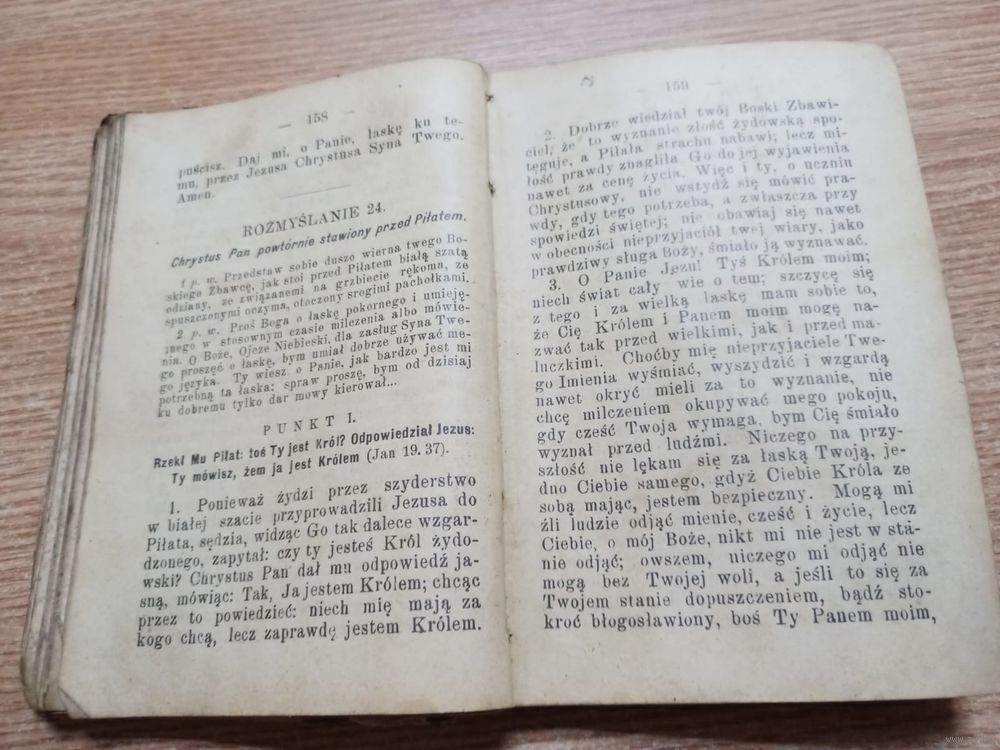 — 158 —
puścisz. Daj mi, o Panie, łaskę ku te-
mu, przez Jezusa Chrystusa Syna Twego.
Amen.
ROZMYŚLANIE 24.
Chrystus Pan powtórnie stawiony przed Piłatem.
1 p. w. Przedstaw sobie duszo wierna twego Bo-
skiego Zbawcę, jak stoi przed Piłatem białą szatą
odziany, ze związanemi na grzbiecie rękoma, ze
spuszczonymi oczyma, otoczony srogimi pachołkami.
2 p. w. Proś Boga o łaskę pokornego i umieję-
tnego w stosownym czasie milczenia albo mówie-
nia. O Boże, Ojcze Niebieski, dla zasług Syna Twe-
go proszę o łaskę, bym umiał dobrze używać me-
go języka. Ty wiesz, o Panie, jak bardzo jest mi
potrzebną ta łaska: spraw proszę, bym od dzisiaj
ku dobremu tylko dar mowy kierował...
PUNKT I.
Rzekł Mu Piłat: toś Ty jest Król? Odpowiedział Jezus:
Ty mówisz, żem ja jest Królem (Jan 19. 37).
1. Ponieważ żydzi przez szyderstwo
w białej szacie przyprowadzili Jezusa do
Piłata, sędzia, widząc Go tak dalece wzgar-
dzonego, zapytał: czy ty jesteś Król żydo-
wski? Chrystus Pan dał mu odpowiedź ja-
sną, mówiąc: Tak, Ja jestem Królem; chcąc
przez to powiedzieć: niech mię mają za
kogo chcą, lecz zaprawdę jestem Królem.
— 159 —
2. Dobrze wiedział twój Boski Zbawi-
ciel, że to wyznanie złość żydowską spo-
tęguje, a Piłata strachu nabawi; lecz mi-
łość prawdy znagliła Go do jej wyjawienia
nawet za cenę życia. Więc i ty, o uczniu
Chrystusowy, nie wstydź się mówić pra-
wdy, gdy tego potrzeba, a zwłaszcza przy
spowiedzi świętej; nie obawiaj się nawet
w obecności nieprzyjaciół twej wiary, jako
prawdziwy sługa Boży, śmiało ją wyznawać.
3. O Panie Jezu! Tyś Królem moim;
niech świat cały wie o tem; szczycę się
z tego i za wielką łaskę mam sobie to,
że Cię Królem i Panem moim mogę na-
zwać tak przed wielkimi, jak i przed ma-
luczkimi. Choćby mię nieprzyjaciele Twe-
go Imienia wyśmiać, wyszydzić i wzgardą
nawet okryć mieli za to wyznanie, nie
chcę milczeniem okupywać mego pokoju,
gdy cześć Twoja wymaga, bym Cię śmiało
wyznał przed ludźmi. Niczego na przy-
szłość nie lękam się za łaską Twoją, je-
dno Ciebie samego, gdyż Ciebie Króla ze
sobą mając, jestem bezpieczny. Mogą mi
źli ludzie odjąć mienie, cześć i życie, lecz
Ciebie, o mój Boże, nikt mi nie jest w stá-
nie odjąć; owszem, niczego mi odjąć nie
mogą bez Twojej woli, a jeśli to się za
Twojem stanie dopuszczeniem, bądź sto-
kroć błogosławiony, boś Ty Panem moim,